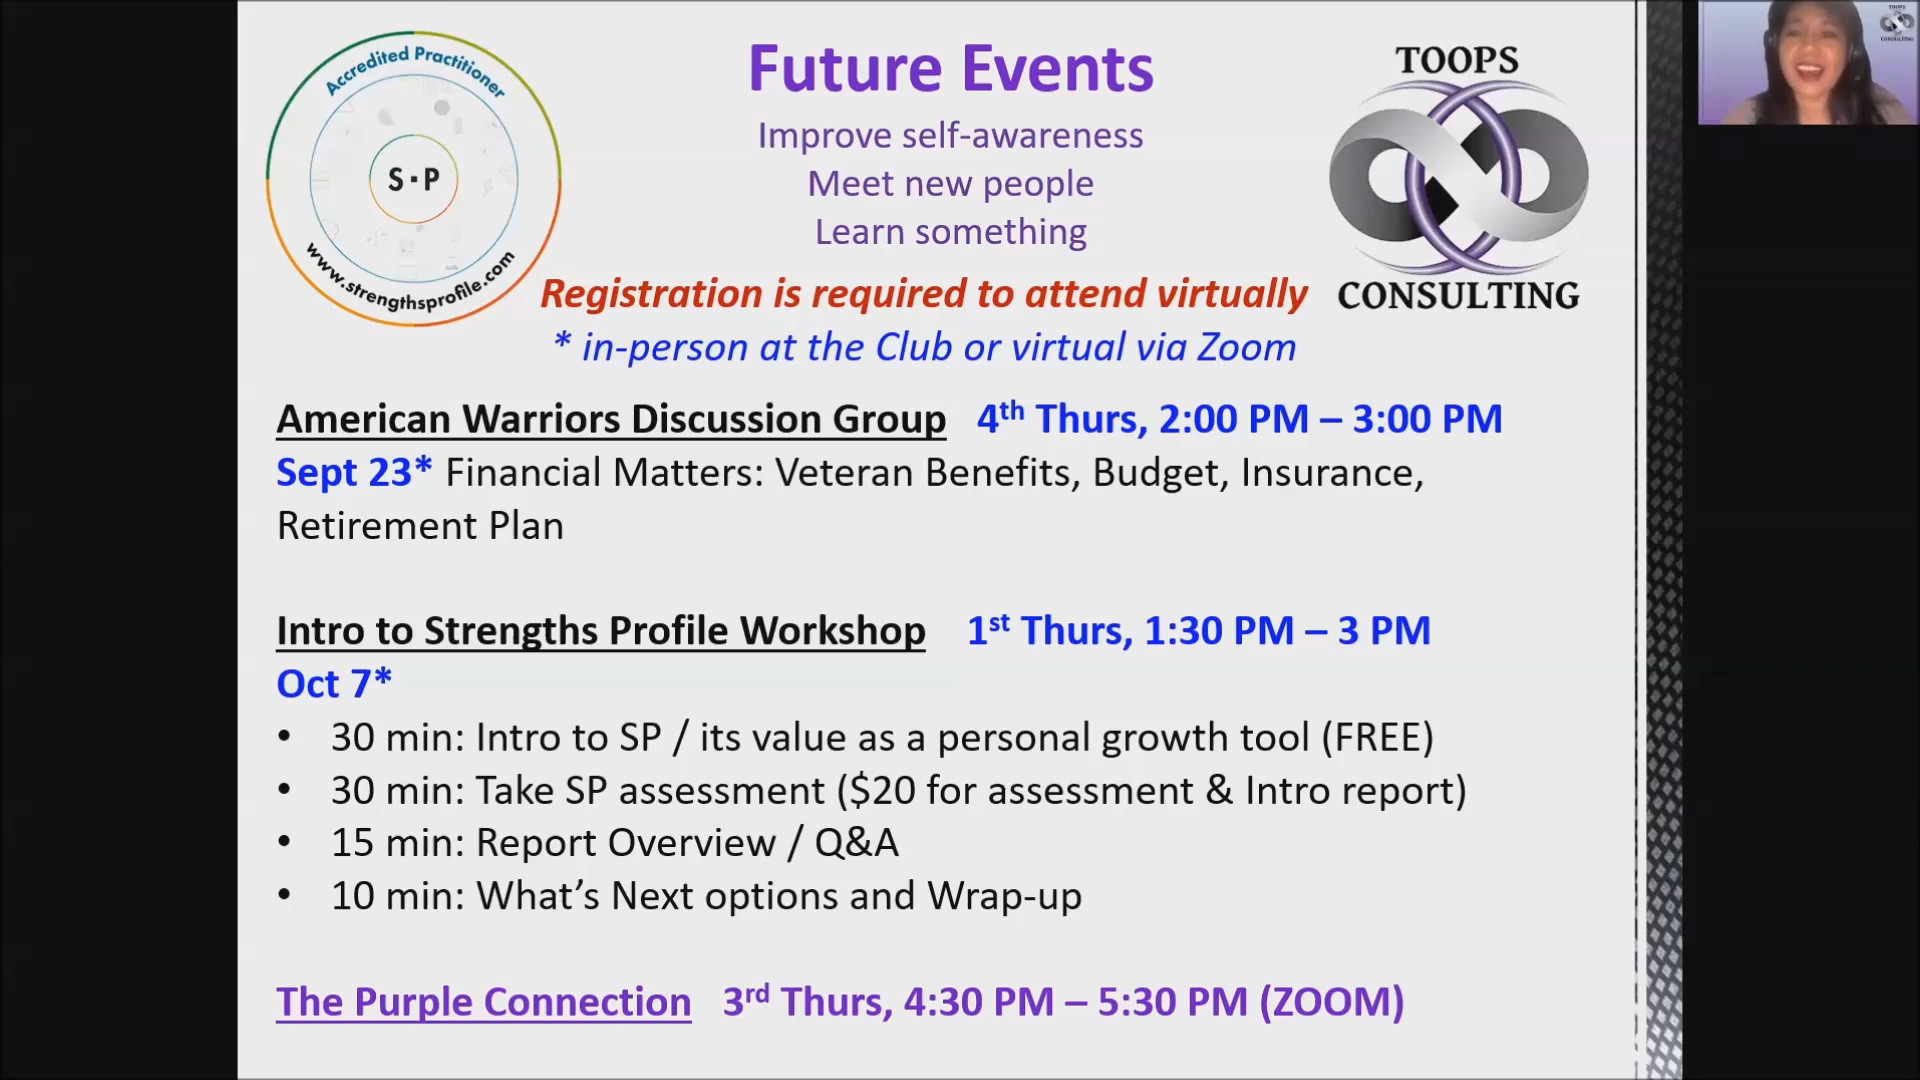 Accredited Practitioner
S·P
www.strengthsprofile.com
Future Events
Improve self-awareness
Meet new people
Learn something
Registration is required to attend virtually
* in-person at the Club or virtual via Zoom
TOOPS
CONSULTING
TOOPS
CONSULTING
American Warriors Discussion Group 4th Thurs, 2:00 PM – 3:00 PM
Sept 23* Financial Matters: Veteran Benefits, Budget, Insurance,
Retirement Plan
Intro to Strengths Profile Workshop 1st Thurs, 1:30 PM – 3 PM
Oct 7*
• 30 min: Intro to SP / its value as a personal growth tool (FREE)
• 30 min: Take SP assessment ($20 for assessment & Intro report)
• 15 min: Report Overview / Q&A
• 10 min: What’s Next options and Wrap-up
The Purple Connection 3rd Thurs, 4:30 PM – 5:30 PM (ZOOM)